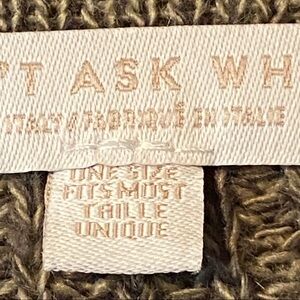 'T ASK WH
ITALY / FABRIQUÉ EN ITALIE
ONE SIZE
FITS MOST
TAILLE
UNIQUE